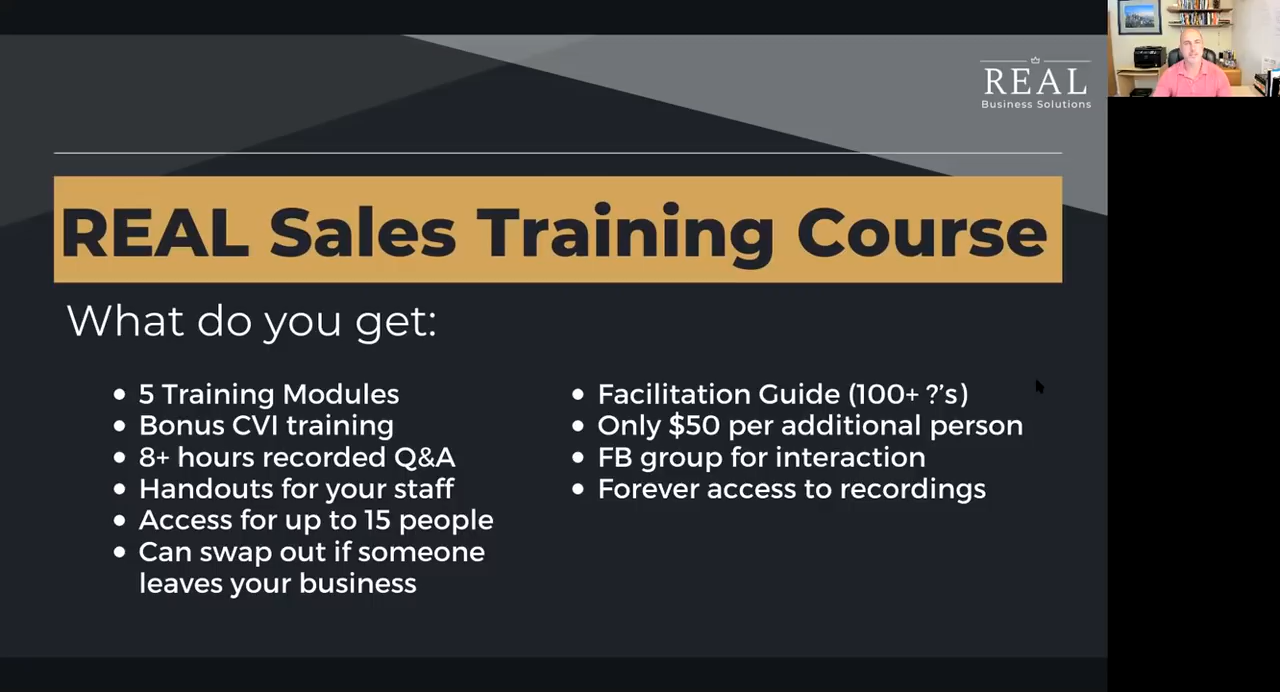 REAL
Business Solutions
REAL Sales Training Course
What do you get:
• 5 Training Modules
• Bonus CVI training
• 8+ hours recorded Q&A
• Handouts for your staff
• Access for up to 15 people
• Can swap out if someone
leaves your business
• Facilitation Guide (100+ ?’s)
• Only $50 per additional person
• FB group for interaction
• Forever access to recordings